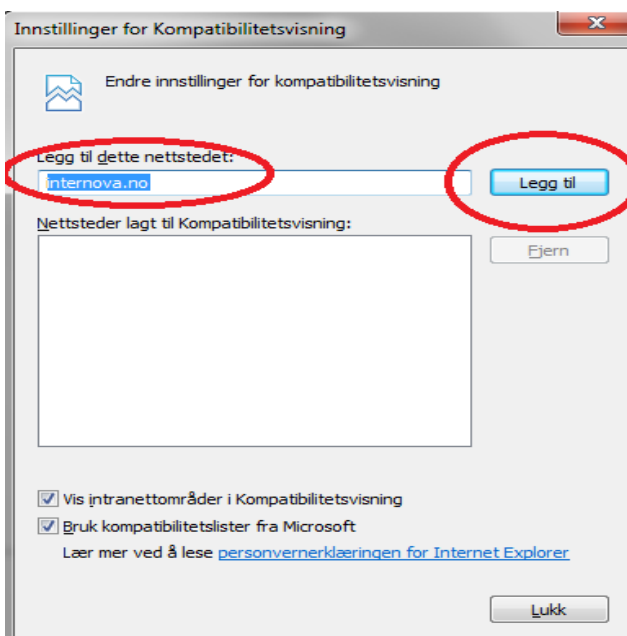 Innstillinger for Kompatibilitetsvisning
Endre innstillinger for kompatibilitetsvisning
Legg til dette nettstedet:
internova.no
Legg til
Nettsteder lagt til Kompatibilitetsvisning:
Fjern
Vis intranettområder i Kompatibilitetsvisning
Bruk kompatibilitetslister fra Microsoft
Lær mer ved å lese personvernerklæringen for Internet Explorer
Lukk